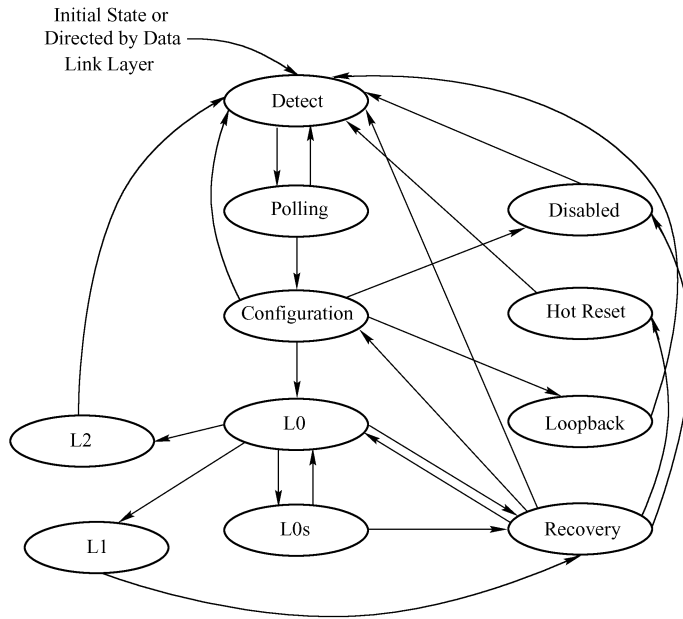 Initial State or
Directed by Data
Link Layer
Detect
Polling
Disabled
Configuration
Hot Reset
L0
Loopback
L2
L0s
Recovery
L1